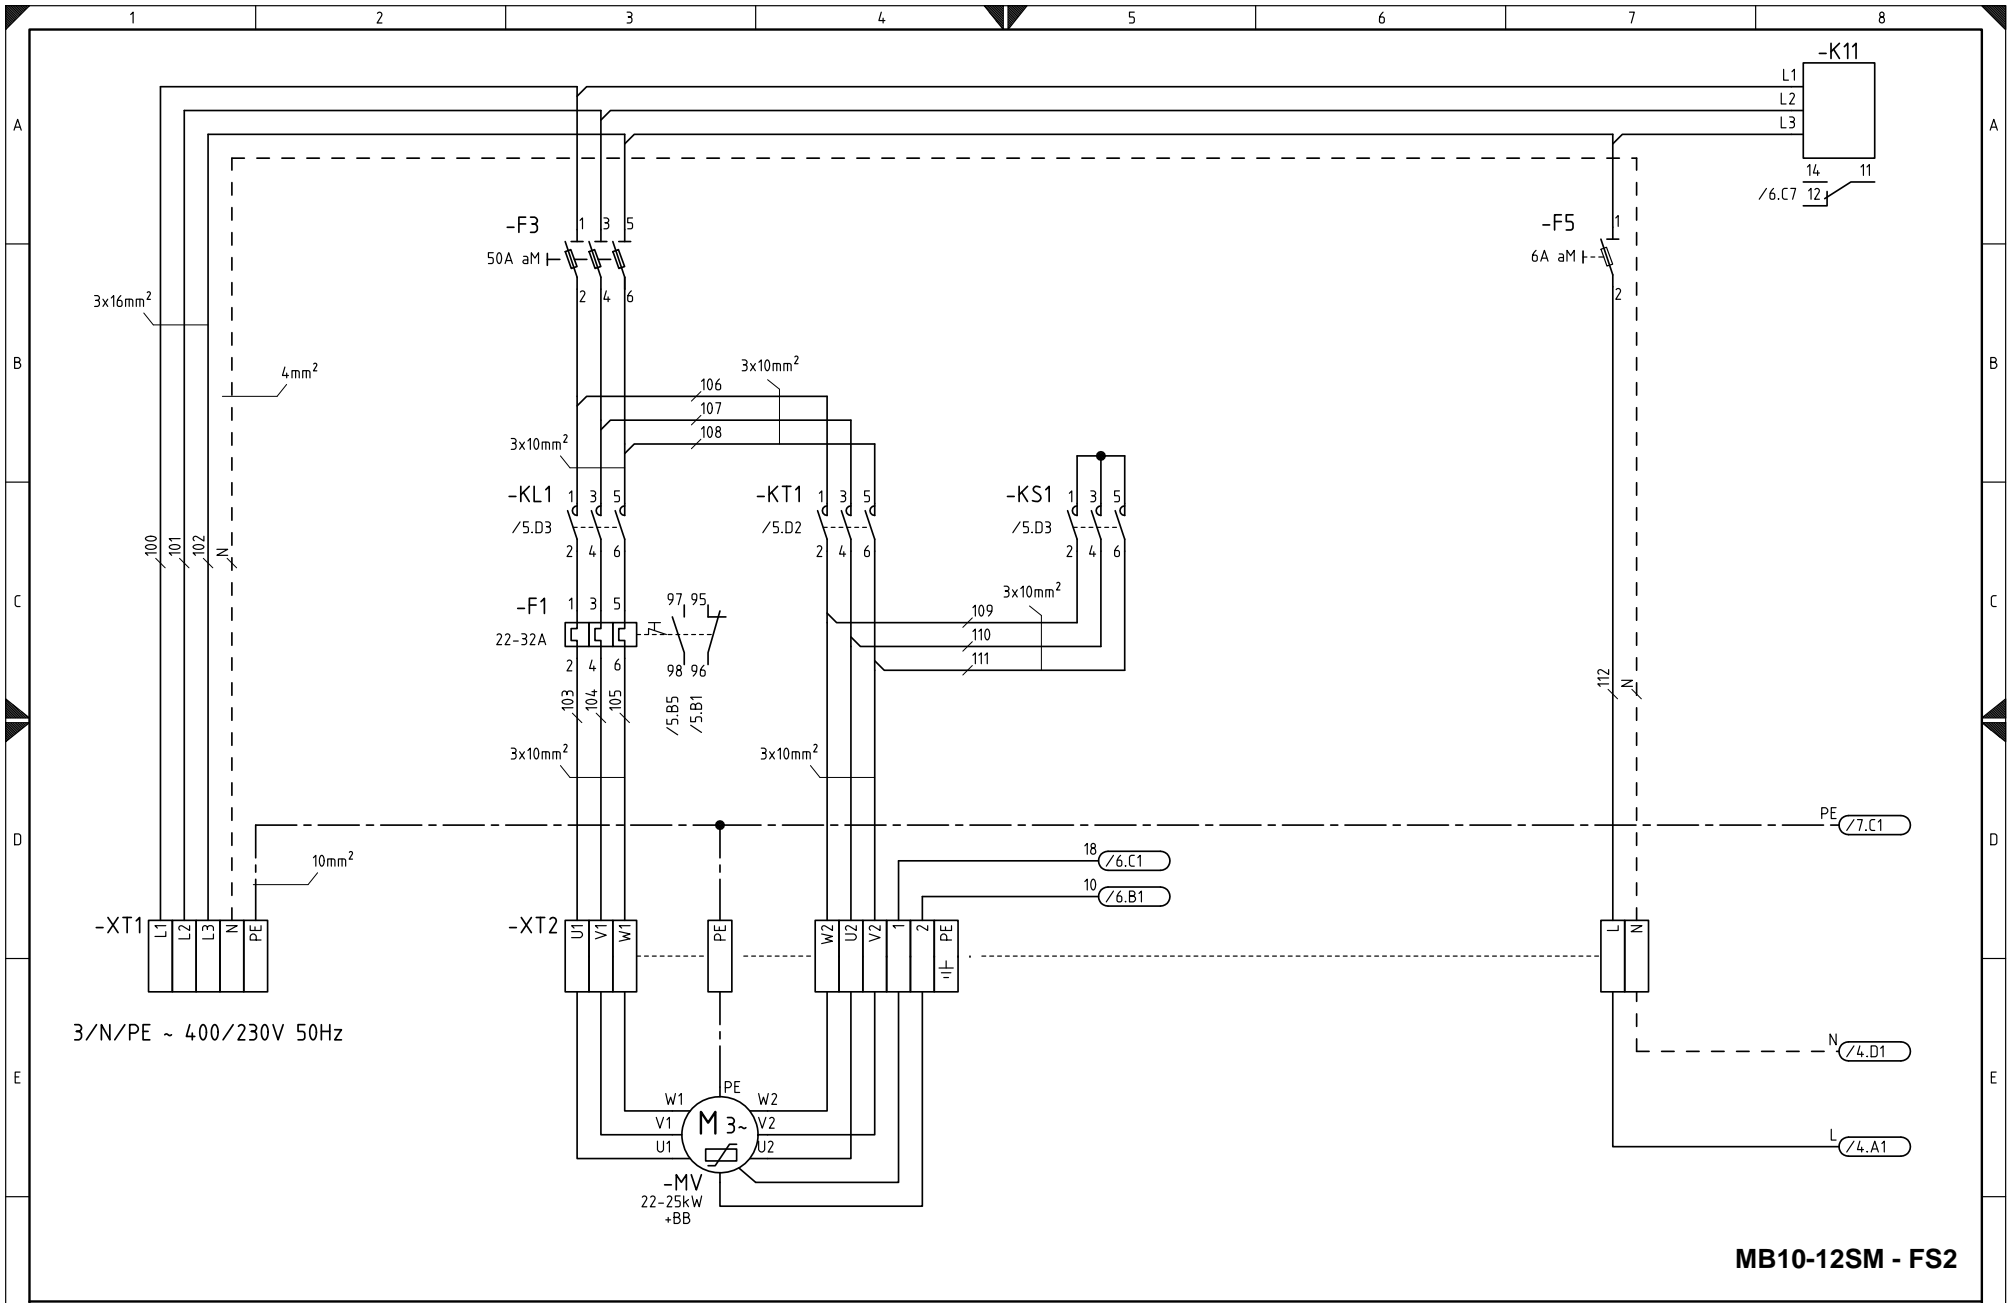 1 2 3 4 5 6 7 8
-K11
L1
L2
L3
A A
14 11
/6.C7 12
-F3 1 3 5
50A aM
2 4 6
-F5 1
6A aM
2
3x16mm²
B B
4mm²
3x10mm²
106
107
108
3x10mm²
-KL1 1 3 5
/5.D3
2 4 6
-KT1 1 3 5
/5.D2
2 4 6
-KS1 1 3 5
/5.D3
2 4 6
100 101 102 N
C C
-F1 1 3 5
22-32A
2 4 6
97 95
98 96
/5.B5 /5.B1
3x10mm²
109
110
111
103 104 105
112 N
3x10mm²
3x10mm²
D D
PE /7.C1
18 /6.C1
10 /6.B1
10mm²
-XT1 L1 L2 L3 N PE
-XT2 U1 V1 W1 PE W2 U2 V2 1 2 PE L N
3/N/PE ~ 400/230V 50Hz
N /4.D1
E E
PE
W1 W2
V1 M 3~ V2
U1 U2
L /4.A1
-MV
22-25kW
+BB
MB10-12SM - FS2